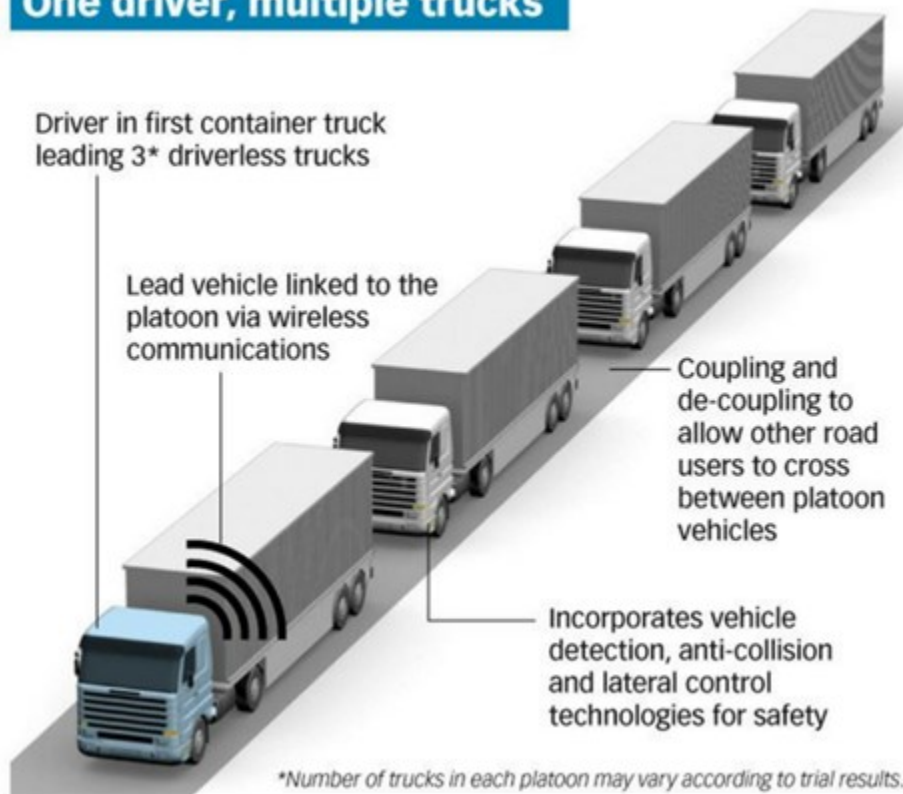 One driver, multiple trucks
Driver in first container truck
leading 3* driverless trucks
Lead vehicle linked to the
platoon via wireless
communications
Coupling and
de-coupling to
allow other road
users to cross
between platoon
vehicles
Incorporates vehicle
detection, anti-collision
and lateral control
technologies for safety
*Number of trucks in each platoon may vary according to trial results.